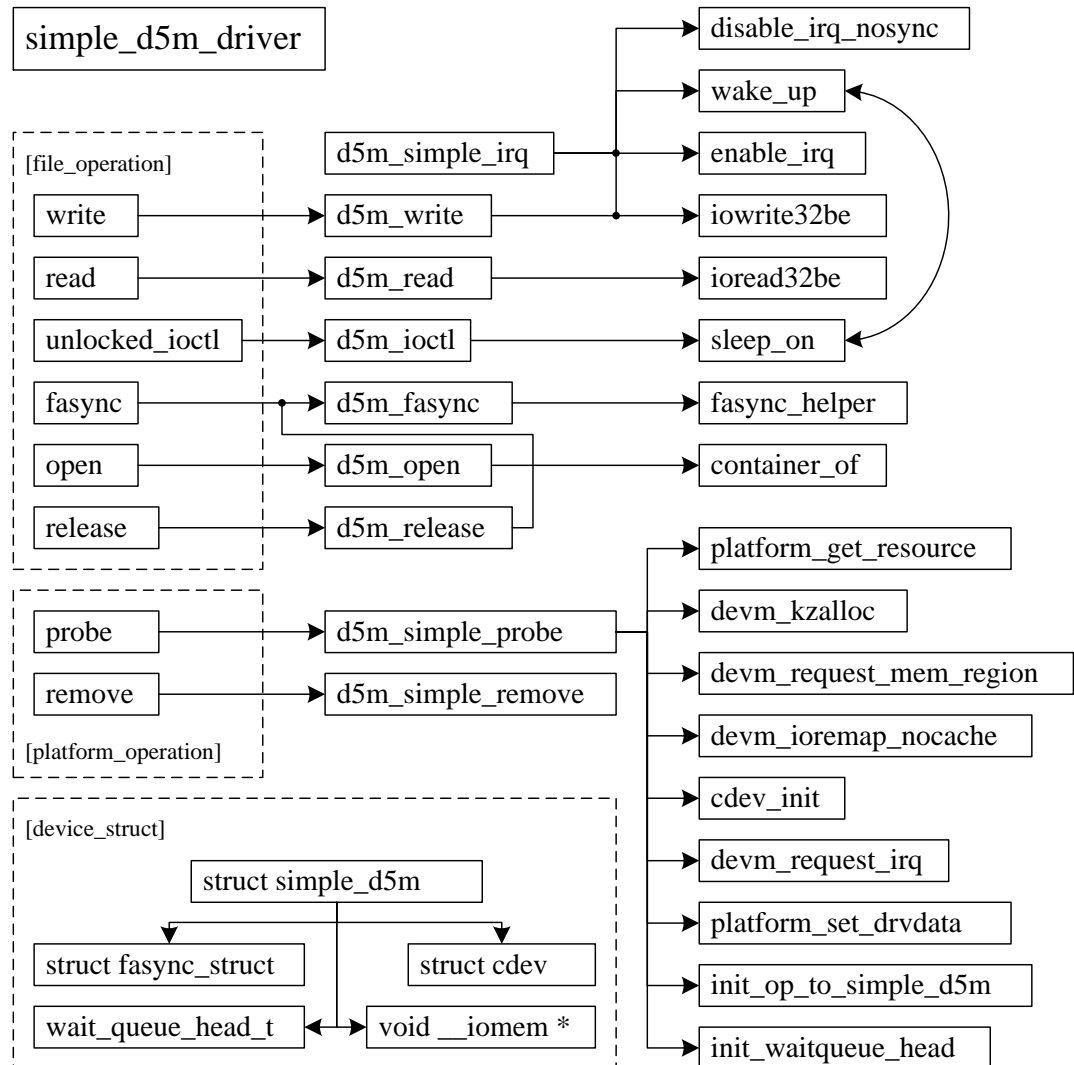 simple_d5m_driver
disable_irq_nosync
wake_up
[file_operation]
d5m_simple_irq
enable_irq
write
d5m_write
iowrite32be
read
d5m_read
ioread32be
unlocked_ioctl
d5m_ioctl
sleep_on
fasync
d5m_fasync
fasync_helper
open
d5m_open
container_of
release
d5m_release
platform_get_resource
devm_kzalloc
probe
d5m_simple_probe
devm_request_mem_region
remove
d5m_simple_remove
[platform_operation]
devm_ioremap_nocache
cdev_init
[device_struct]
devm_request_irq
struct simple_d5m
platform_set_drvdata
struct fasync_struct
struct cdev
init_op_to_simple_d5m
wait_queue_head_t
void __iomem *
init_waitqueue_head